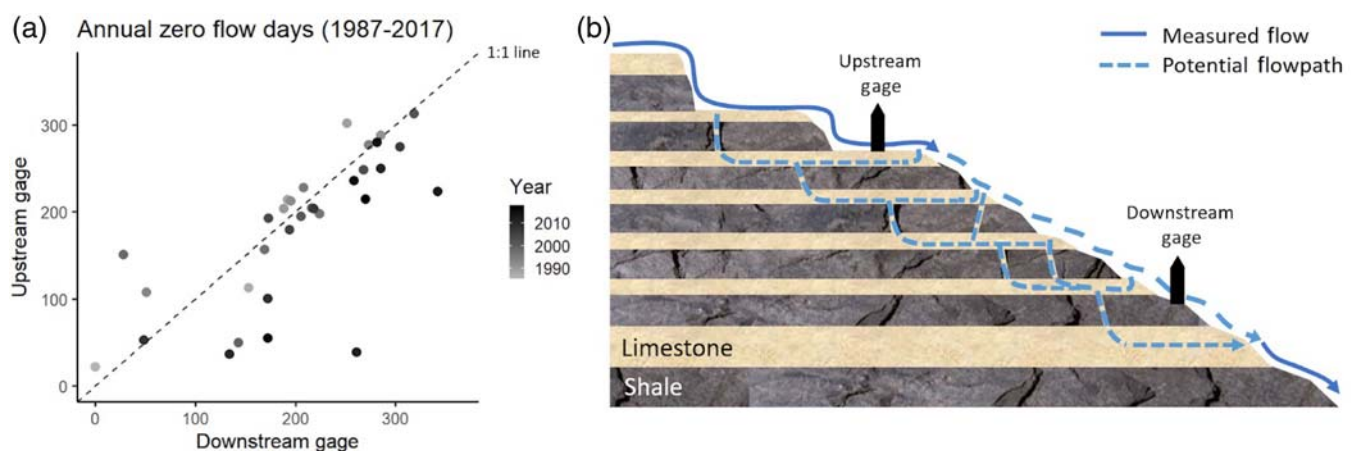 (a)
Annual zero flow days (1987-2017)
1:1 line
Upstream gage
300
200
100
0
0
100
200
300
Downstream gage
Year
2010
2000
1990
(b)
Measured flow
Potential flowpath
Upstream
gage
Downstream
gage
Limestone
Shale